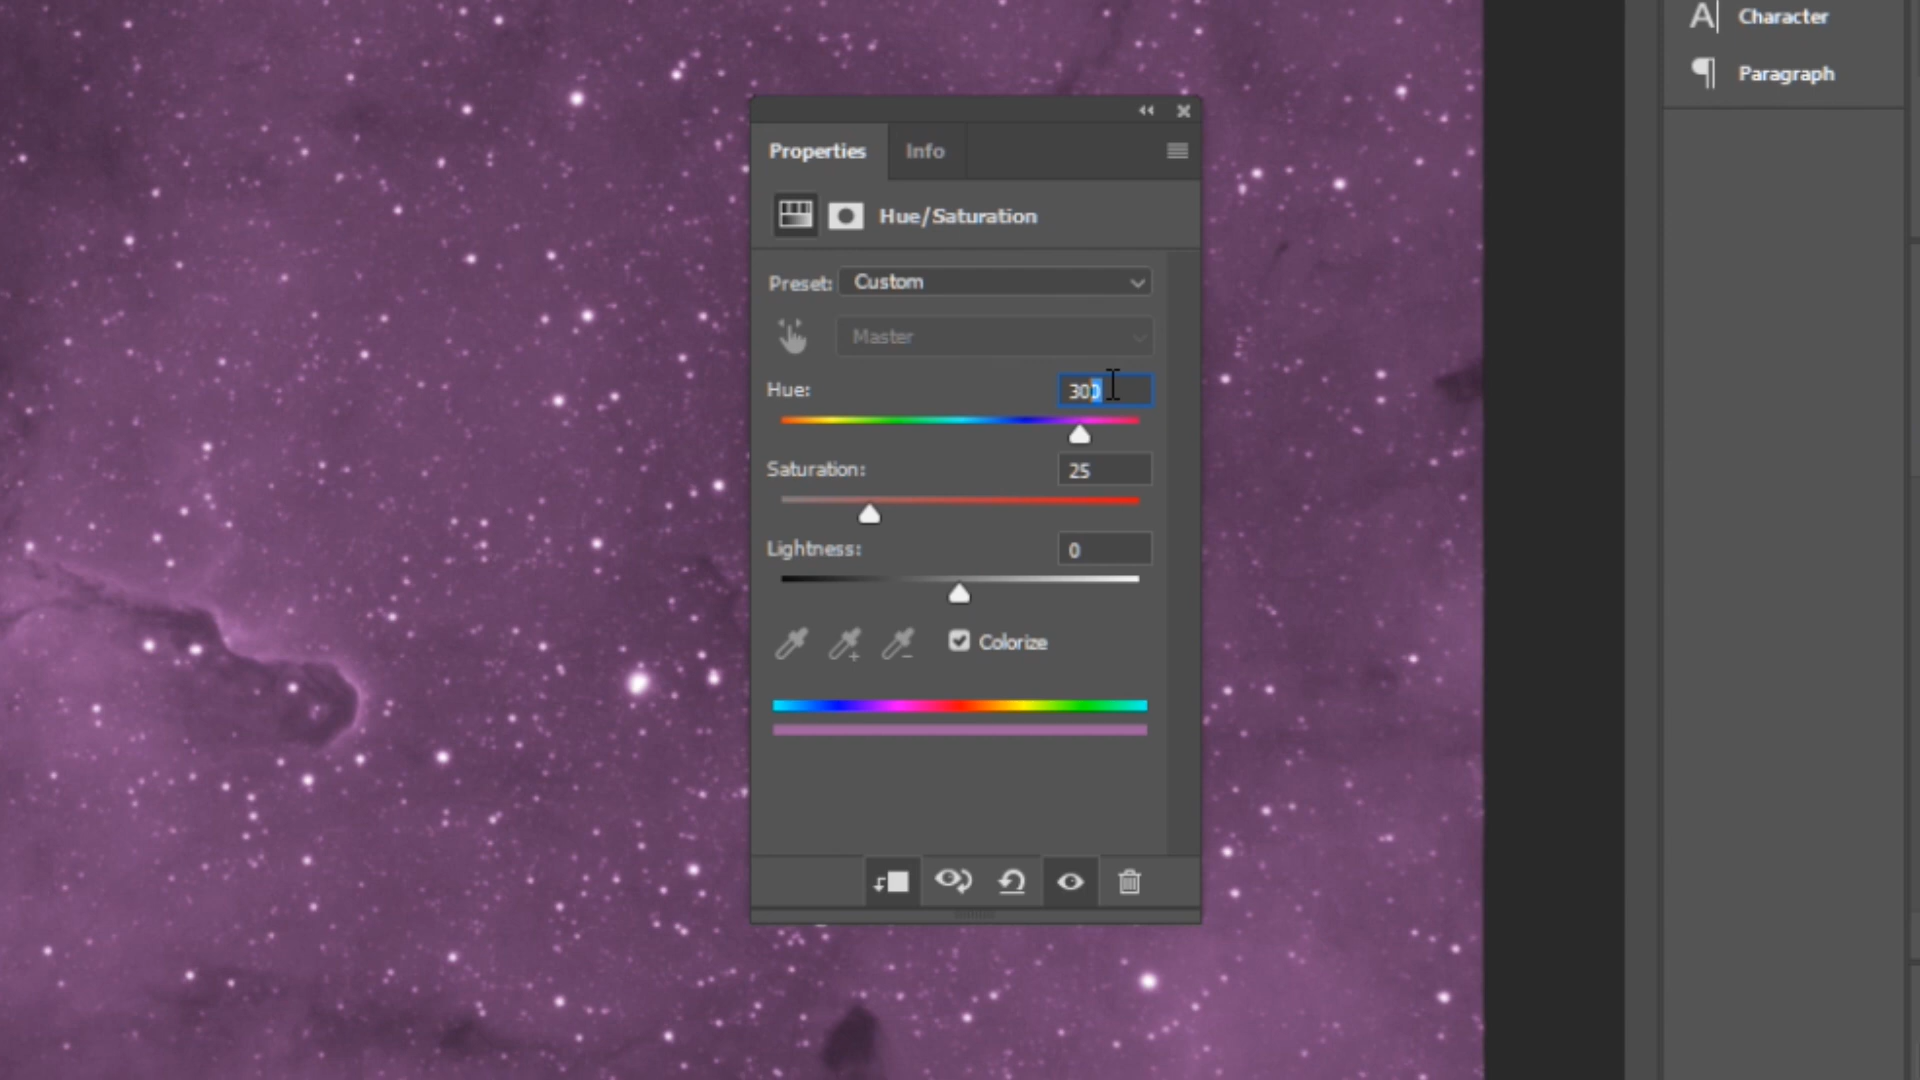 Character
Paragraph
Properties
Info
Hue/Saturation
Preset:
Custom
Master
Hue:
300
Saturation:
25
Lightness:
0
Colorize